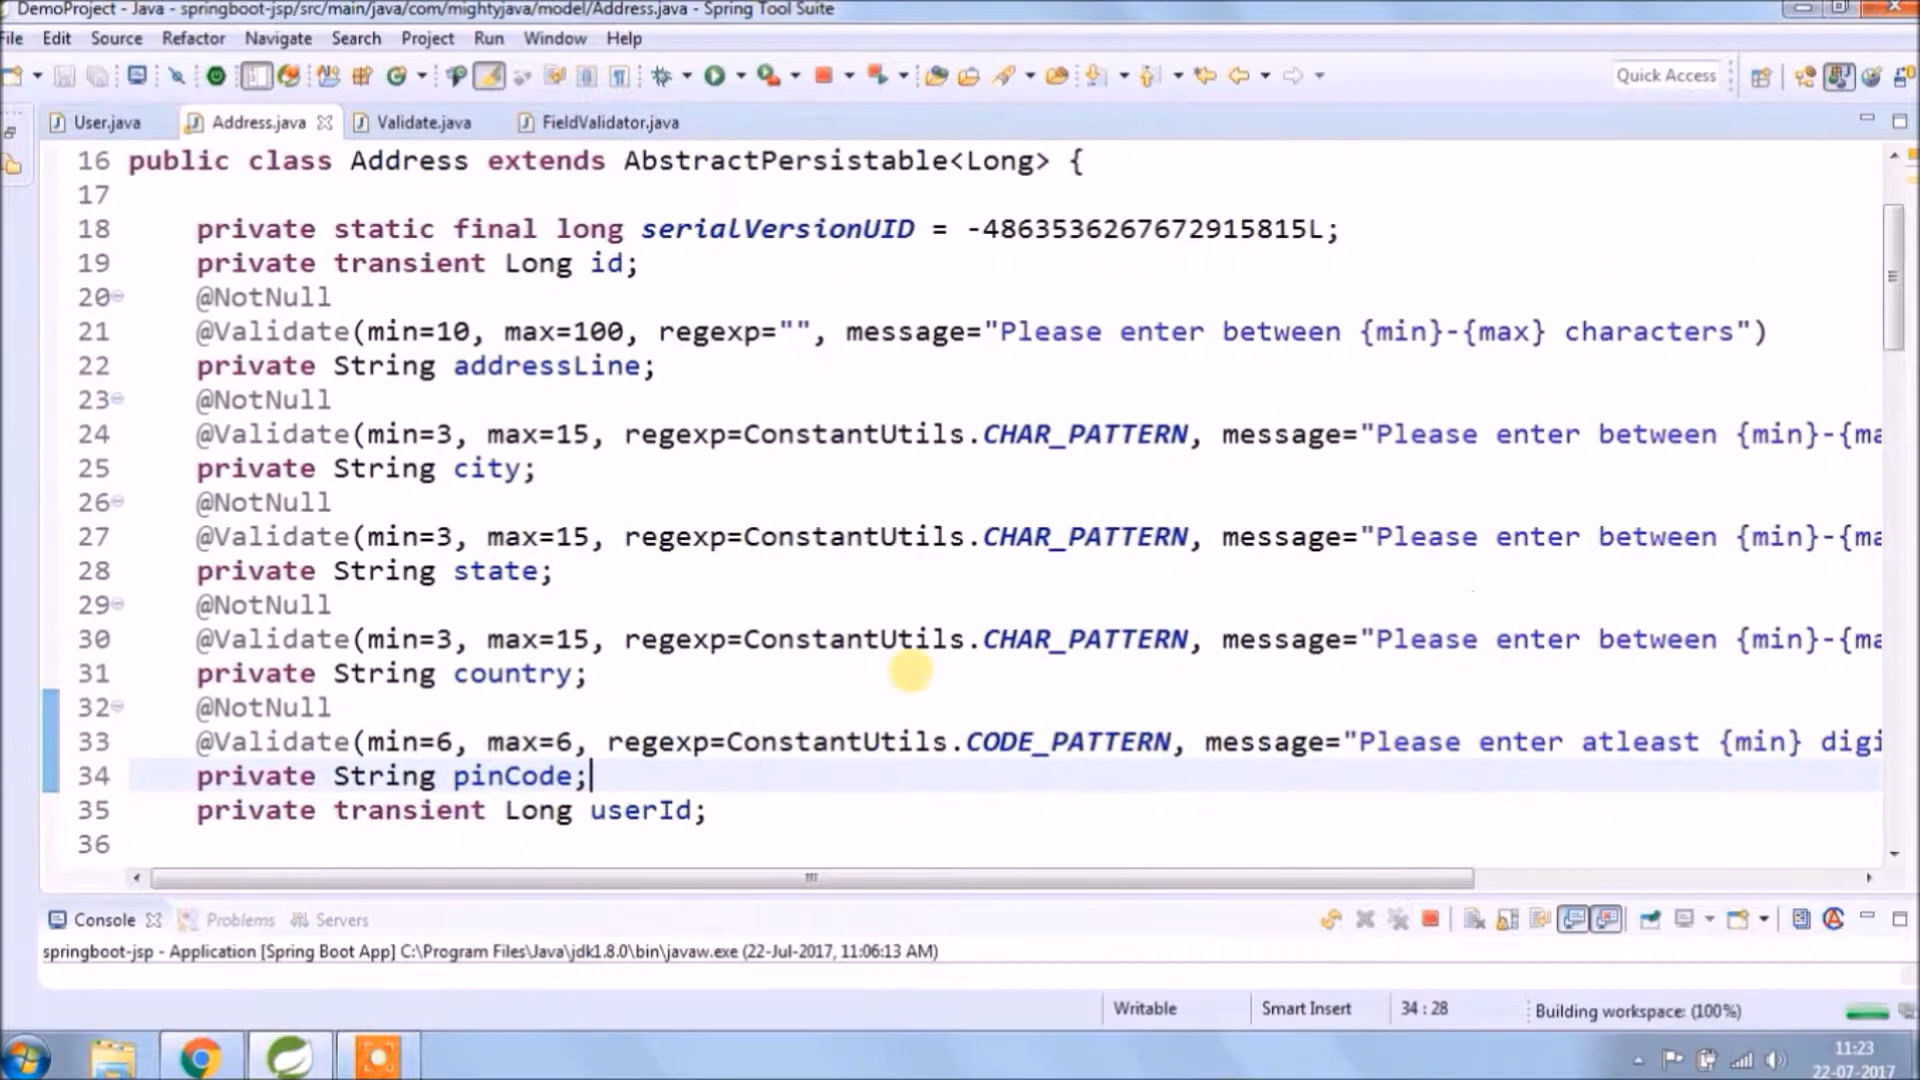 DemoProject - Java - springboot-jsp/src/main/java/com/mightyjava/model/Address.java - Spring Tool Suite
File Edit Source Refactor Navigate Search Project Run Window Help
Quick Access
User.java Address.java Validate.java FieldValidator.java
16 public class Address extends AbstractPersistable<Long> {
17
18 private static final long serialVersionUID = -4863536267672915815L;
19 private transient Long id;
20 @NotNull
21 @Validate(min=10, max=100, regexp="", message="Please enter between {min}-{max} characters")
22 private String addressLine;
23 @NotNull
24 @Validate(min=3, max=15, regexp=ConstantUtils.CHAR_PATTERN, message="Please enter between {min}-{ma
25 private String city;
26 @NotNull
27 @Validate(min=3, max=15, regexp=ConstantUtils.CHAR_PATTERN, message="Please enter between {min}-{ma
28 private String state;
29 @NotNull
30 @Validate(min=3, max=15, regexp=ConstantUtils.CHAR_PATTERN, message="Please enter between {min}-{ma
31 private String country;
32 @NotNull
33 @Validate(min=6, max=6, regexp=ConstantUtils.CODE_PATTERN, message="Please enter atleast {min} digi
34 private String pinCode;
35 private transient Long userId;
36
Console Problems Servers
springboot-jsp - Application [Spring Boot App] C:\Program Files\Java\jdk1.8.0\bin\javaw.exe (22-Jul-2017, 11:06:13 AM)
Writable Smart Insert 34 : 28 Building workspace: (100%)
11:23
22-07-2017